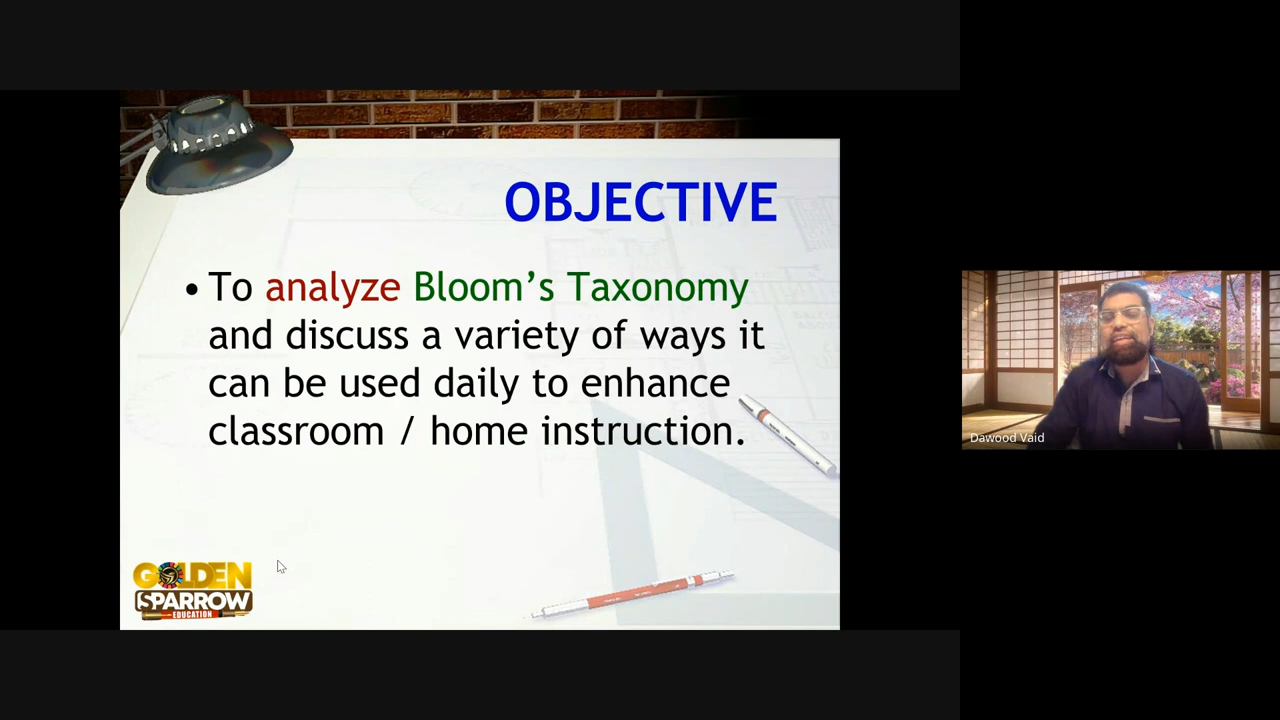 OBJECTIVE
• To analyze Bloom's Taxonomy
and discuss a variety of ways it
can be used daily to enhance
classroom / home instruction.
GOLDEN
SPARROW
EDUCATION
Dawood Vaid